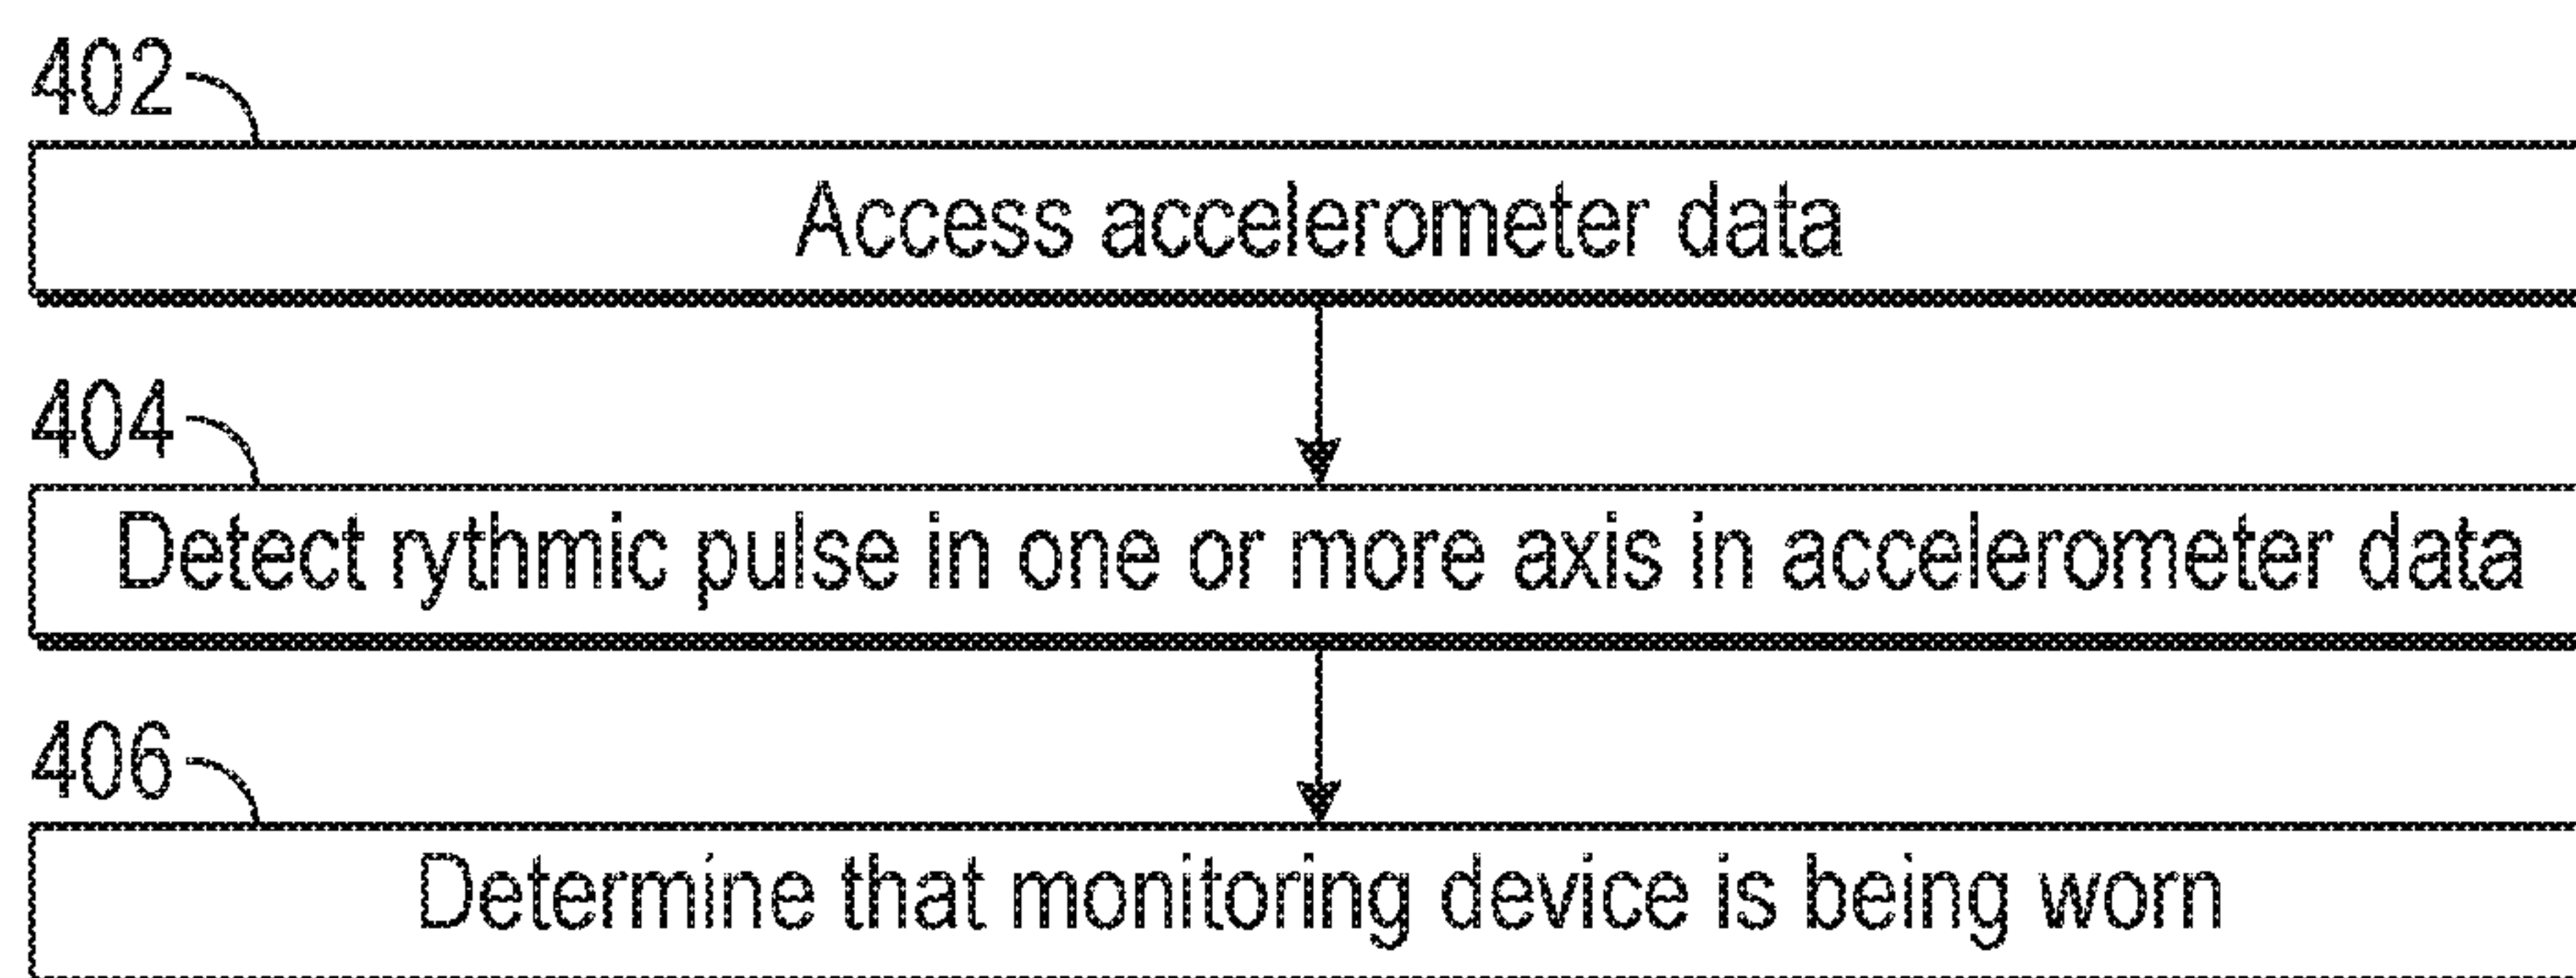 402
Access accelerometer data
404
Detect rythmic pulse in one or more axis in accelerometer data
406
Determine that monitoring device is being worn